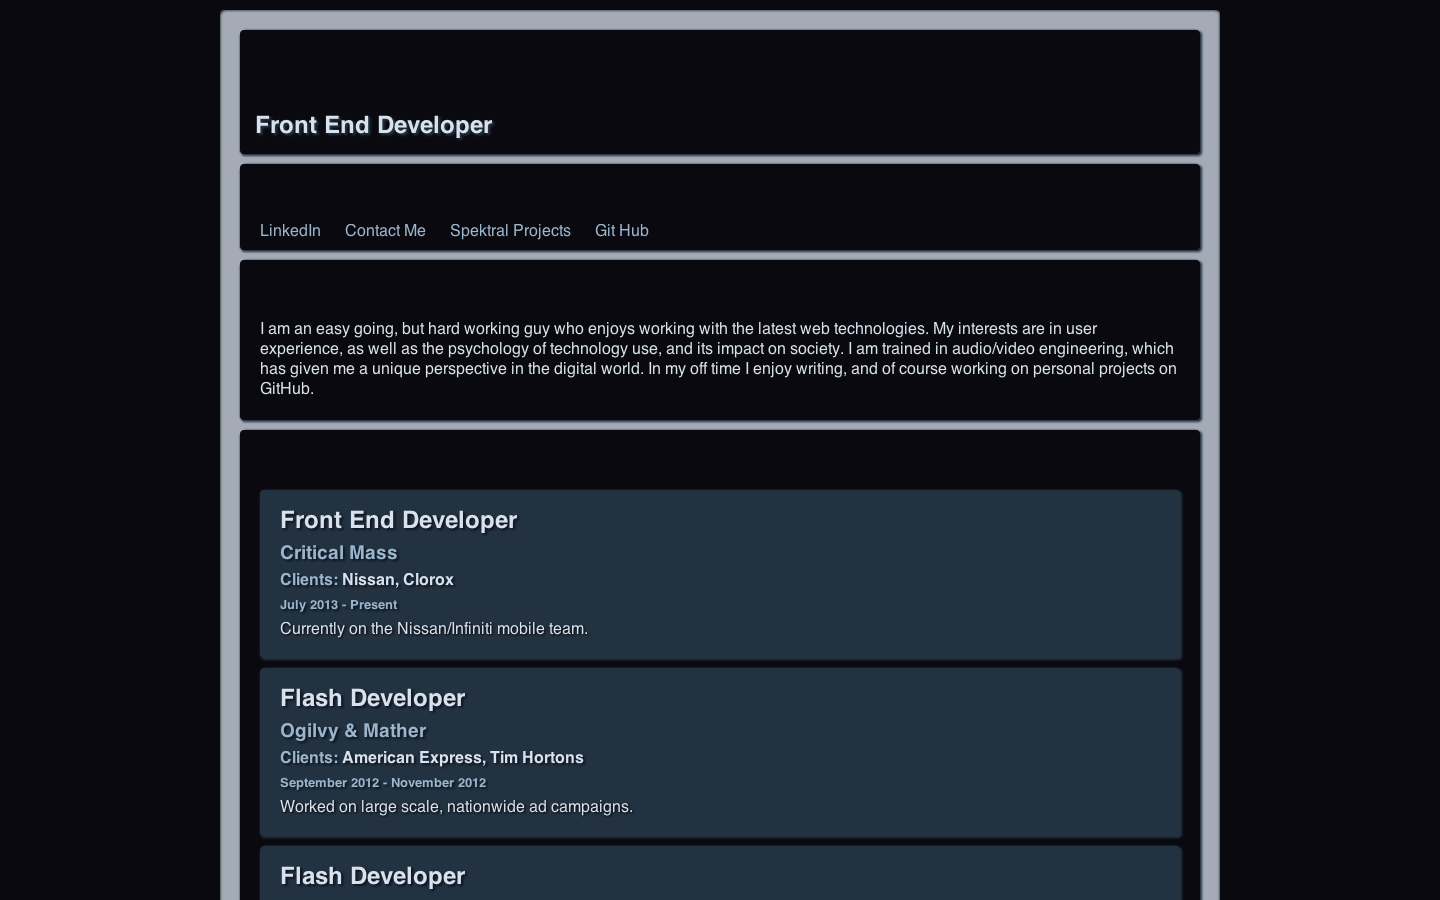 Front End Developer
LinkedIn Contact Me Spektral Projects Git Hub
I am an easy going, but hard working guy who enjoys working with the latest web technologies. My interests are in user
experience, as well as the psychology of technology use, and its impact on society. I am trained in audio/video engineering, which
has given me a unique perspective in the digital world. In my off time I enjoy writing, and of course working on personal projects on
GitHub.
Front End Developer
Critical Mass
Clients: Nissan, Clorox
July 2013 - Present
Currently on the Nissan/Infiniti mobile team.
Flash Developer
Ogilvy & Mather
Clients: American Express, Tim Hortons
September 2012 - November 2012
Worked on large scale, nationwide ad campaigns.
Flash Developer